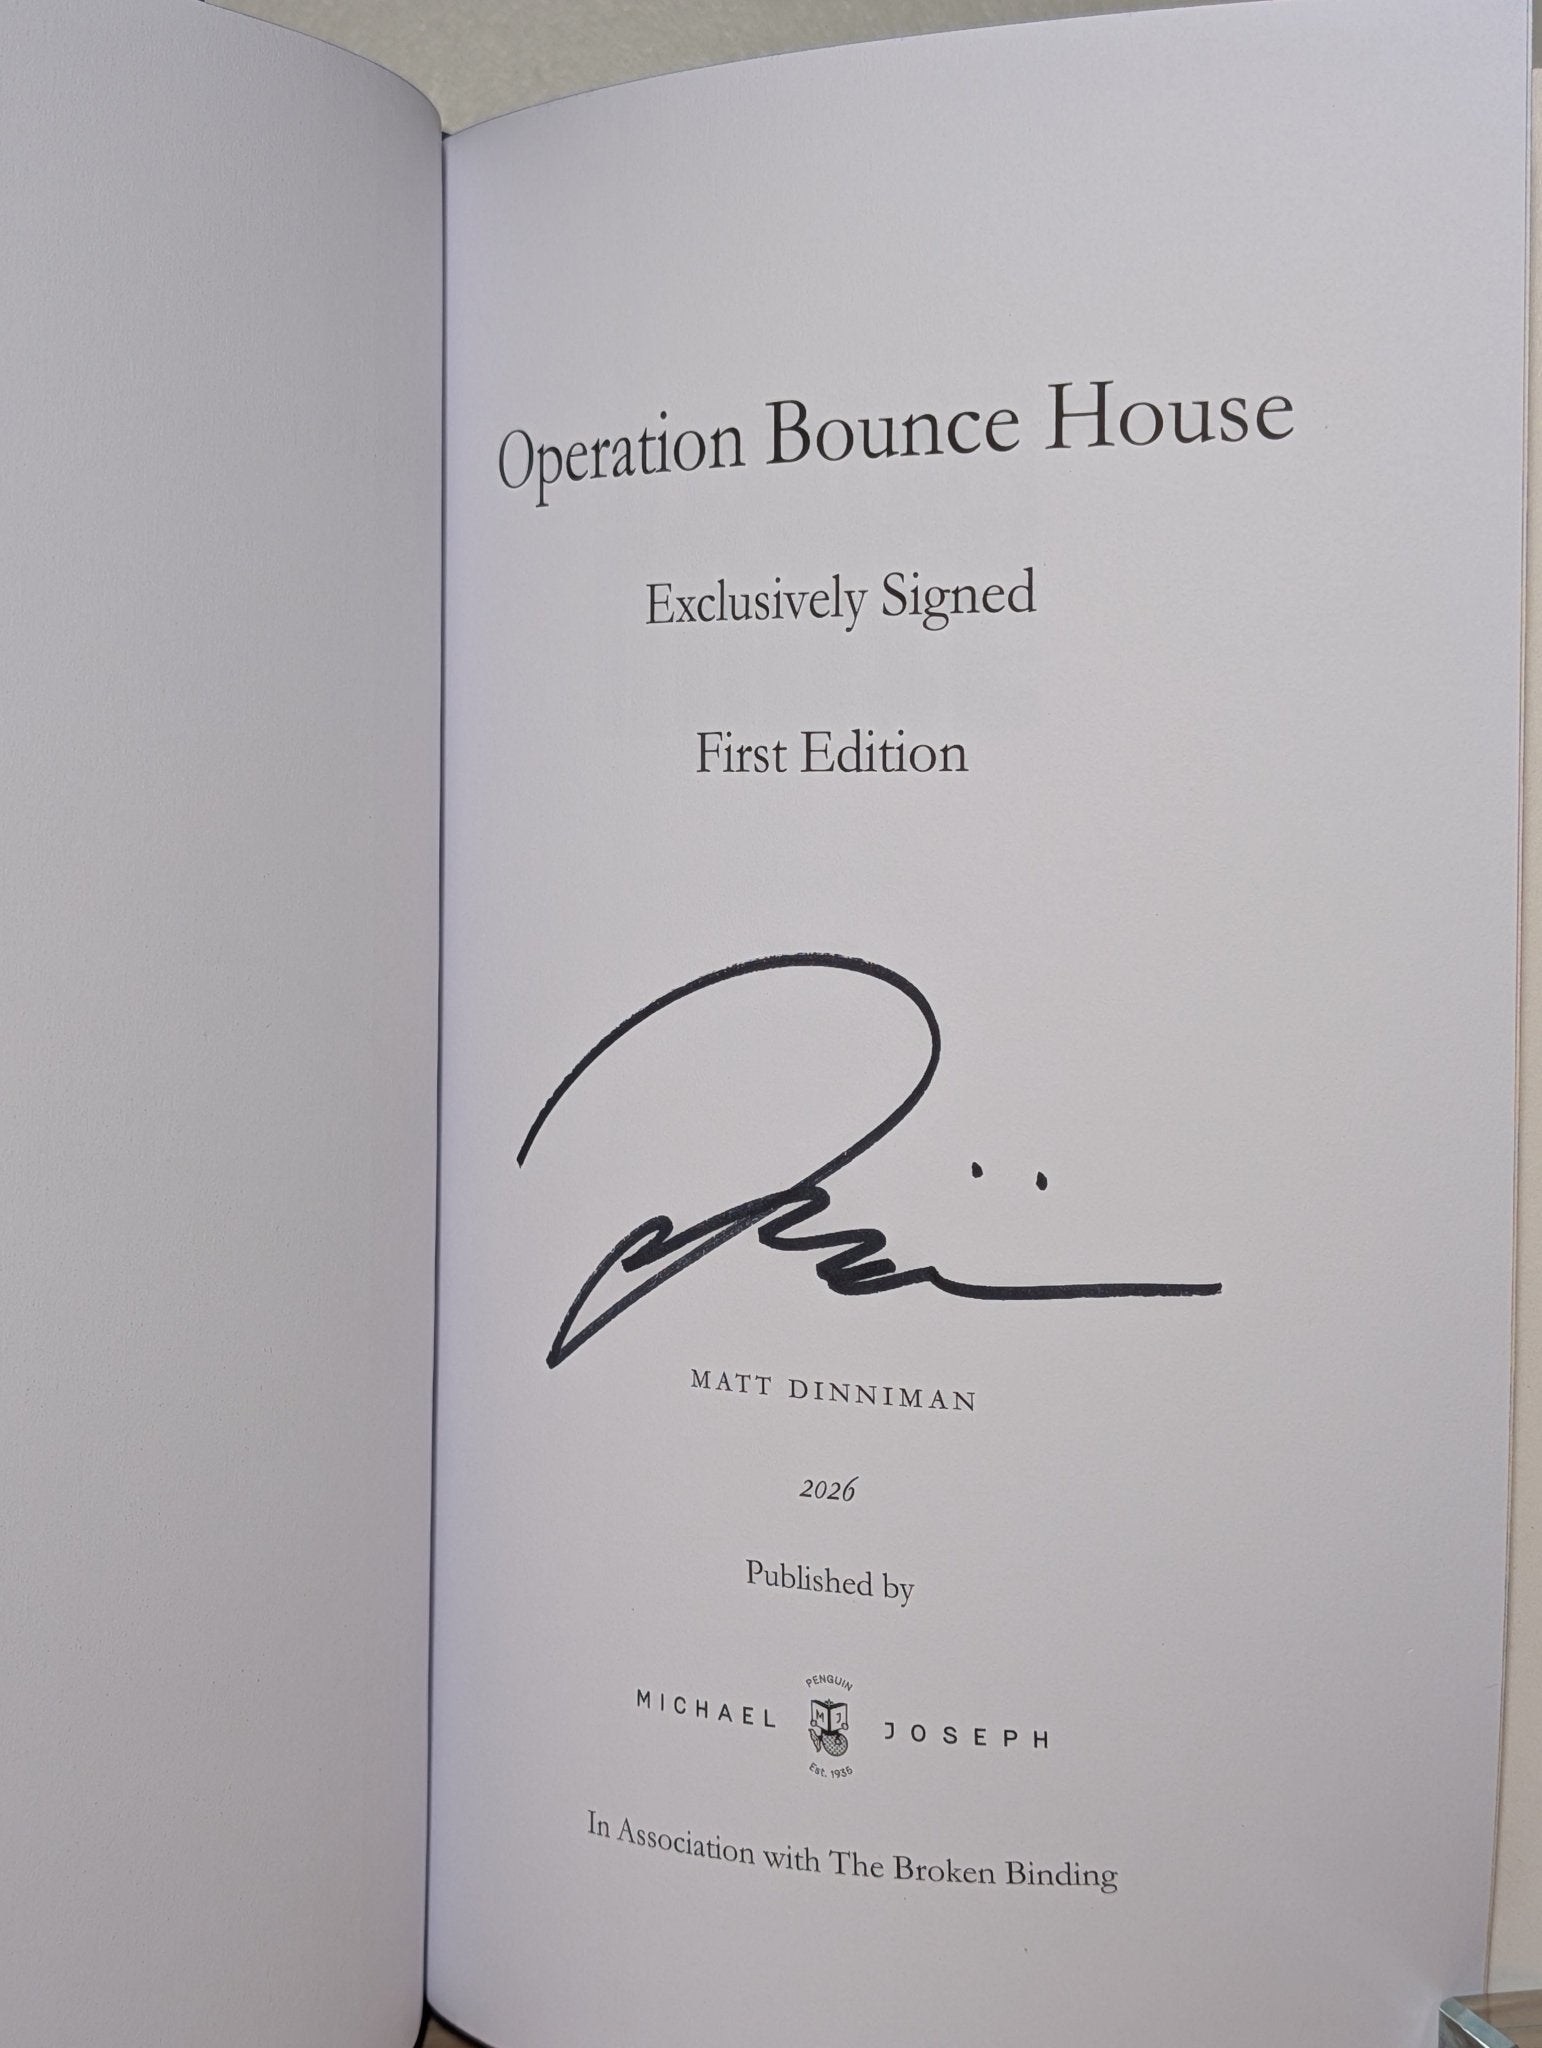 Operation Bounce House
Exclusively Signed
First Edition
MATT DINNIMAN
2026
Published by
PENGUIN
MICHAEL MJ JOSEPH
Est. 1935
In Association with The Broken Binding